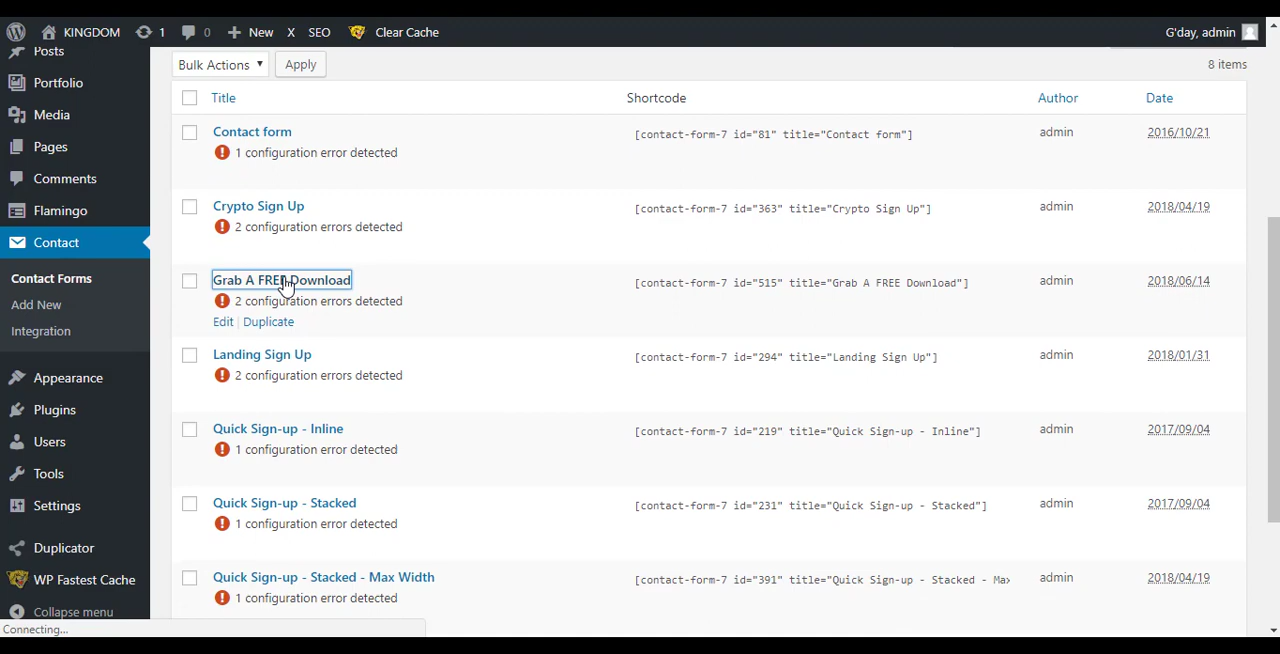 KINGDOM 1 0 New X SEO Clear Cache G'day, admin
Posts
Portfolio
Media
Pages
Comments
Flamingo
Contact
Contact Forms
Add New
Integration
Appearance
Plugins
Users
Tools
Settings
Duplicator
WP Fastest Cache
Collapse menu
Bulk Actions Apply 8 items
Title Shortcode Author Date
Contact form [contact-form-7 id="81" title="Contact form"] admin 2016/10/21
1 configuration error detected
Crypto Sign Up [contact-form-7 id="363" title="Crypto Sign Up"] admin 2018/04/19
2 configuration errors detected
Grab A FREE Download [contact-form-7 id="515" title="Grab A FREE Download"] admin 2018/06/14
2 configuration errors detected
Edit | Duplicate
Landing Sign Up [contact-form-7 id="294" title="Landing Sign Up"] admin 2018/01/31
2 configuration errors detected
Quick Sign-up - Inline [contact-form-7 id="219" title="Quick Sign-up - Inline"] admin 2017/09/04
1 configuration error detected
Quick Sign-up - Stacked [contact-form-7 id="231" title="Quick Sign-up - Stacked"] admin 2017/09/04
1 configuration error detected
Quick Sign-up - Stacked - Max Width [contact-form-7 id="391" title="Quick Sign-up - Stacked - Max admin 2018/04/19
1 configuration error detected
Connecting...